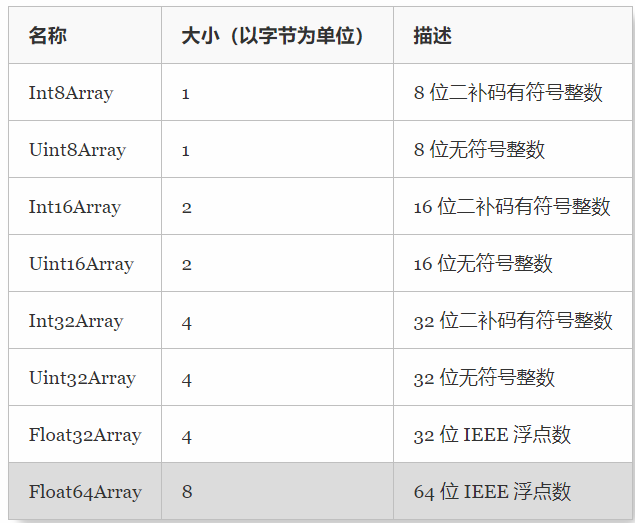 名称 大小（以字节为单位） 描述
Int8Array 1 8 位二补码有符号整数
Uint8Array 1 8 位无符号整数
Int16Array 2 16 位二补码有符号整数
Uint16Array 2 16 位无符号整数
Int32Array 4 32 位二补码有符号整数
Uint32Array 4 32 位无符号整数
Float32Array 4 32 位 IEEE 浮点数
Float64Array 8 64 位 IEEE 浮点数